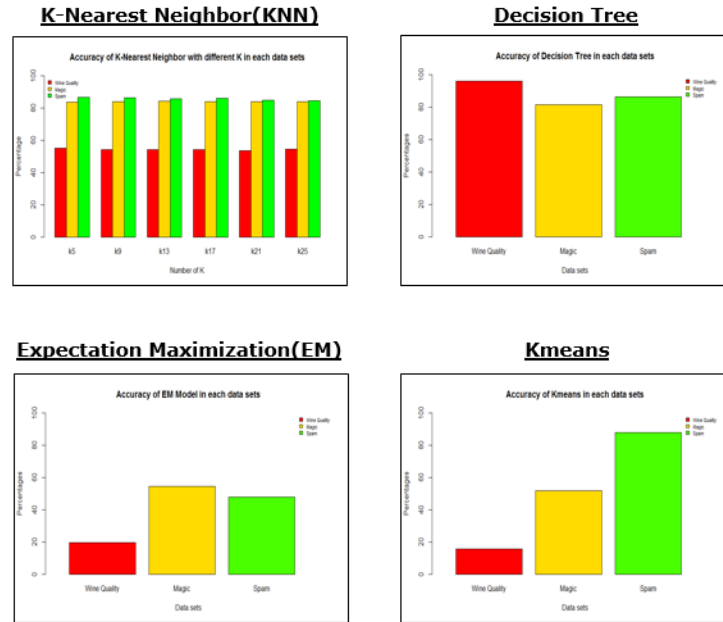 K-Nearest Neighbor(KNN)
Accuracy of K-Nearest Neighbor with different K in each data sets
Wine Quality
Magic
Spam
Percentage
0
20
40
60
80
100
k5
k9
k13
k17
k21
k25
Number of K
Decision Tree
Accuracy of Decision Tree in each data sets
Wine Quality
Magic
Spam
Percentages
0
20
40
60
80
100
Wine Quality
Magic
Spam
Data sets
Expectation Maximization(EM)
Accuracy of EM Model in each data sets
Wine Quality
Magic
Spam
Percentages
0
20
40
60
80
100
Wine Quality
Magic
Spam
Data sets
Kmeans
Accuracy of Kmeans in each data sets
Wine Quality
Magic
Spam
Percentages
0
20
40
60
80
100
Wine Quality
Magic
Spam
Data sets